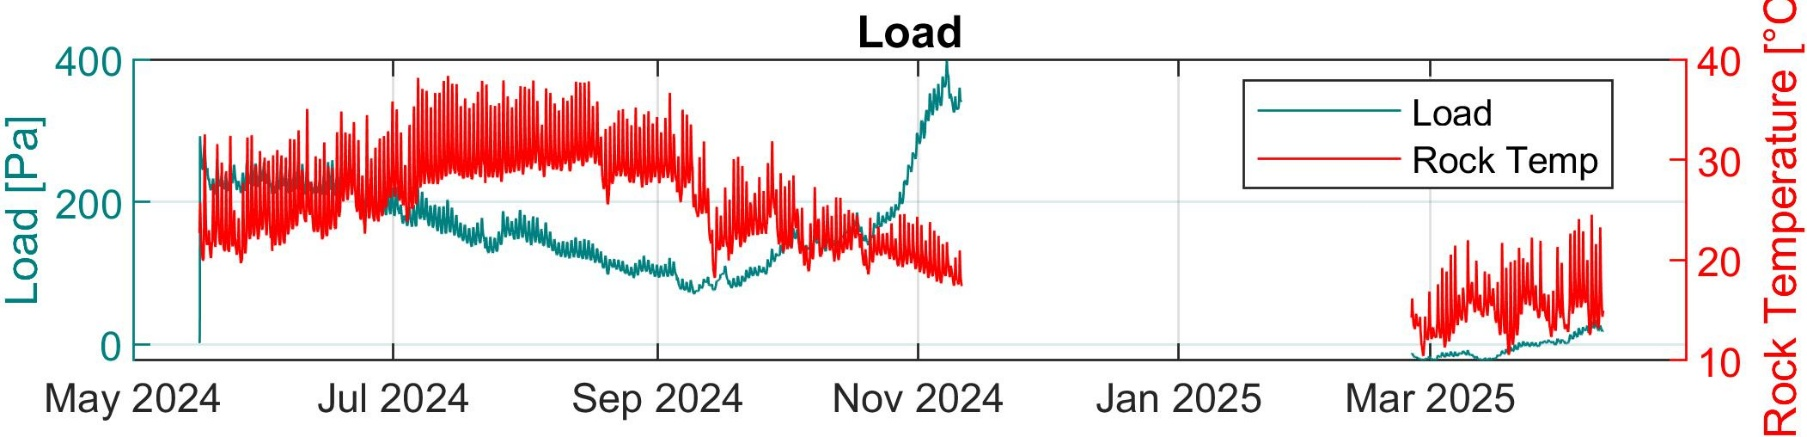 Load
400
200
0
Load [Pa]
40
30
20
10
Rock Temperature [°C
Load
Rock Temp
May 2024
Jul 2024
Sep 2024
Nov 2024
Jan 2025
Mar 2025